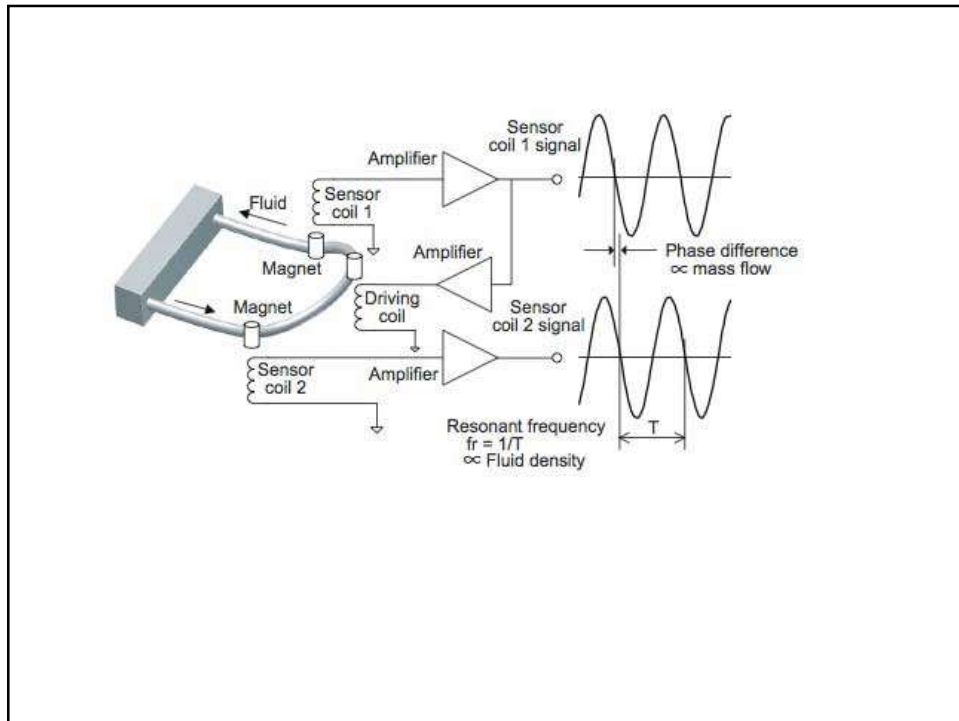 Sensor
coil 1 signal
Amplifier
Fluid
Sensor
coil 1
Magnet
Amplifier
Phase difference
∝ mass flow
Magnet
Driving
coil
Sensor
coil 2 signal
Sensor
coil 2
Amplifier
Resonant frequency
fr = 1/T
∝ Fluid density
T